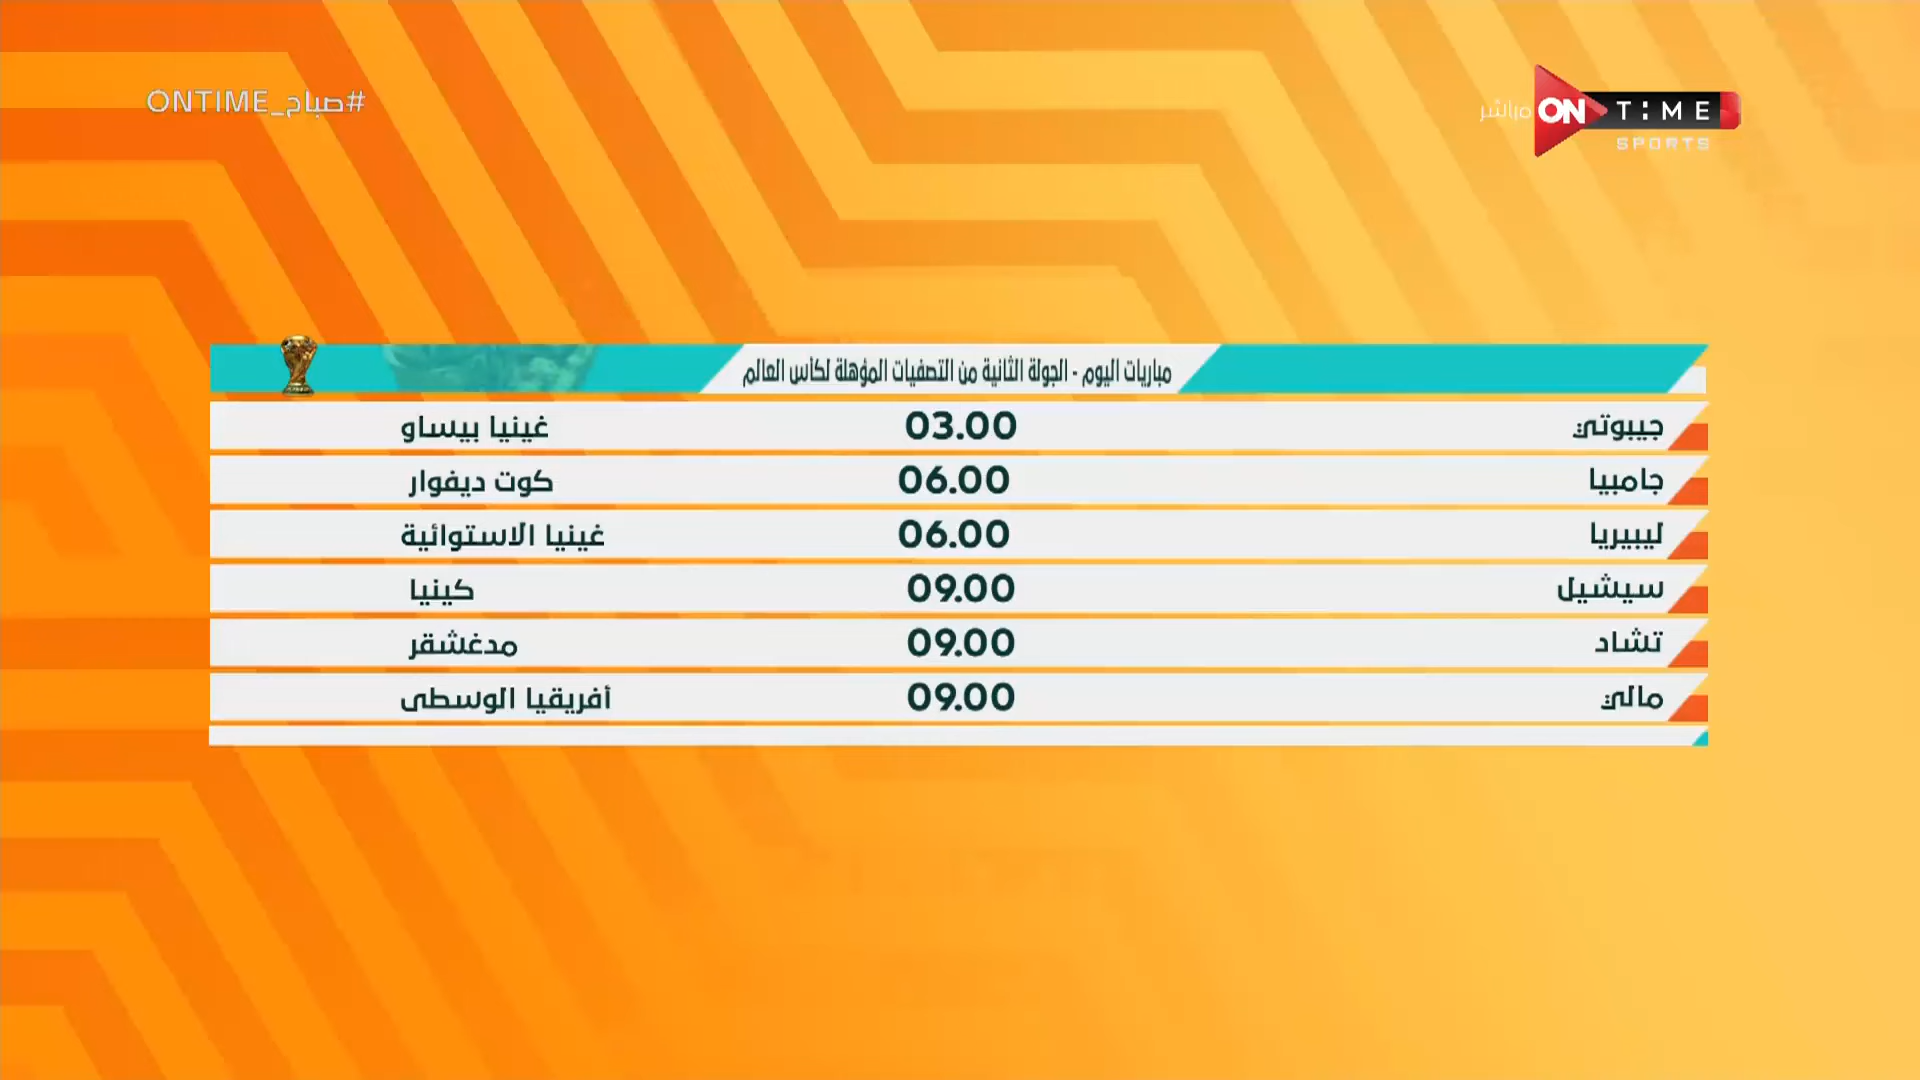 #صباح_ONTIME
مباشر ON TIME
SPORTS
مباريات اليوم - الجولة الثانية من التصفيات المؤهلة لكأس العالم
جيبوتي 03.00 غينيا بيساو
جامبيا 06.00 كوت ديفوار
ليبيريا 06.00 غينيا الاستوائية
سيشيل 09.00 كينيا
تشاد 09.00 مدغشقر
مالي 09.00 أفريقيا الوسطى